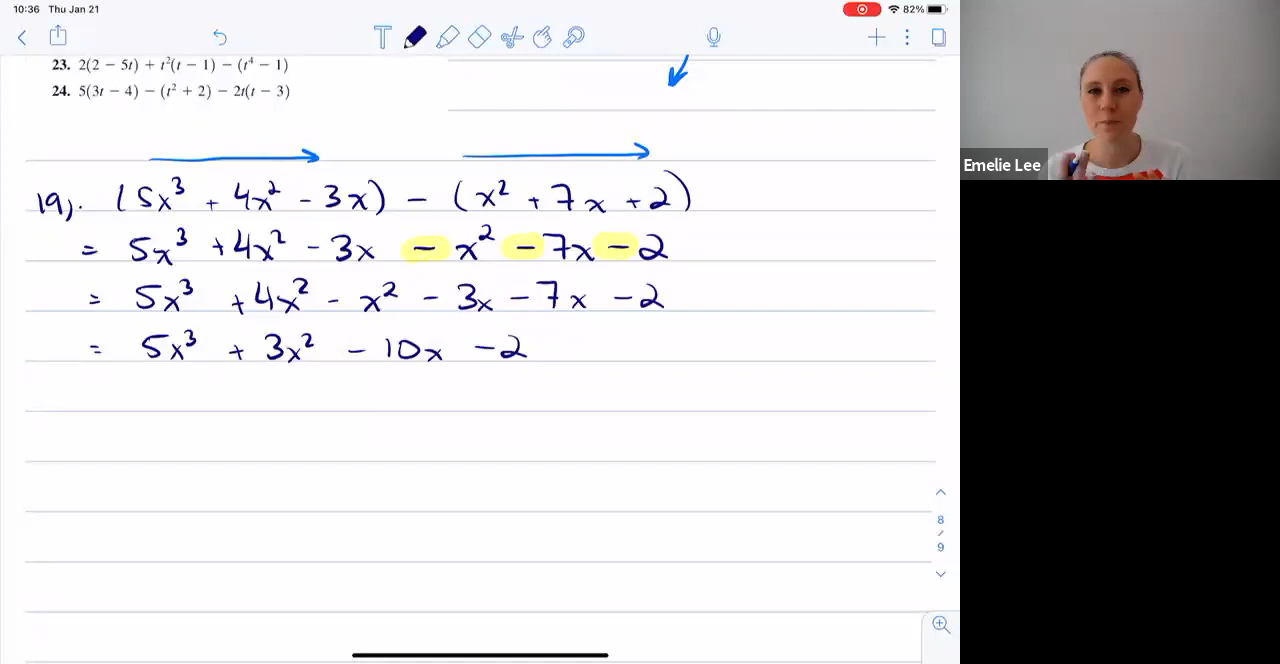 10:36 Thu Jan 21
82%
23. 2(2 − 5t) + t²(t − 1) − (t⁴ − 1)
24. 5(3t − 4) − (t² + 2) − 2t(t − 3)
19). (5x³ + 4x² - 3x) - (x² + 7x + 2)
= 5x³ + 4x² - 3x - x² - 7x - 2
= 5x³ + 4x² - x² - 3x - 7x - 2
= 5x³ + 3x² - 10x - 2
8
/
9
Emelie Lee